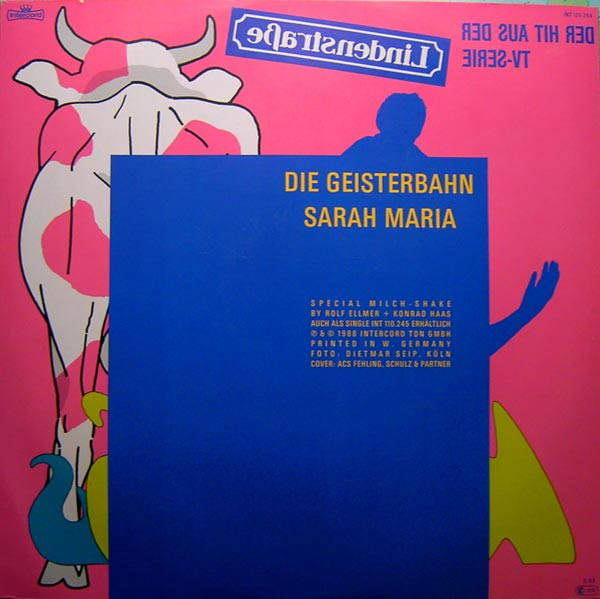 Intercord
INT 125.244
DER HIT AUS DER
TV-SERIE
Lindenstraße
DIE GEISTERBAHN
SARAH MARIA
SPECIAL MILCH-SHAKE
BY ROLF ELLMER + KONRAD HAAS
AUCH ALS SINGLE INT 110.245 ERHÄLTLICH
℗ & © 1988 INTERCORD TON GMBH
PRINTED IN W. GERMANY
FOTO: DIETMAR SEIP, KÖLN
COVER: ACS FEHLING, SCHULZ & PARTNER